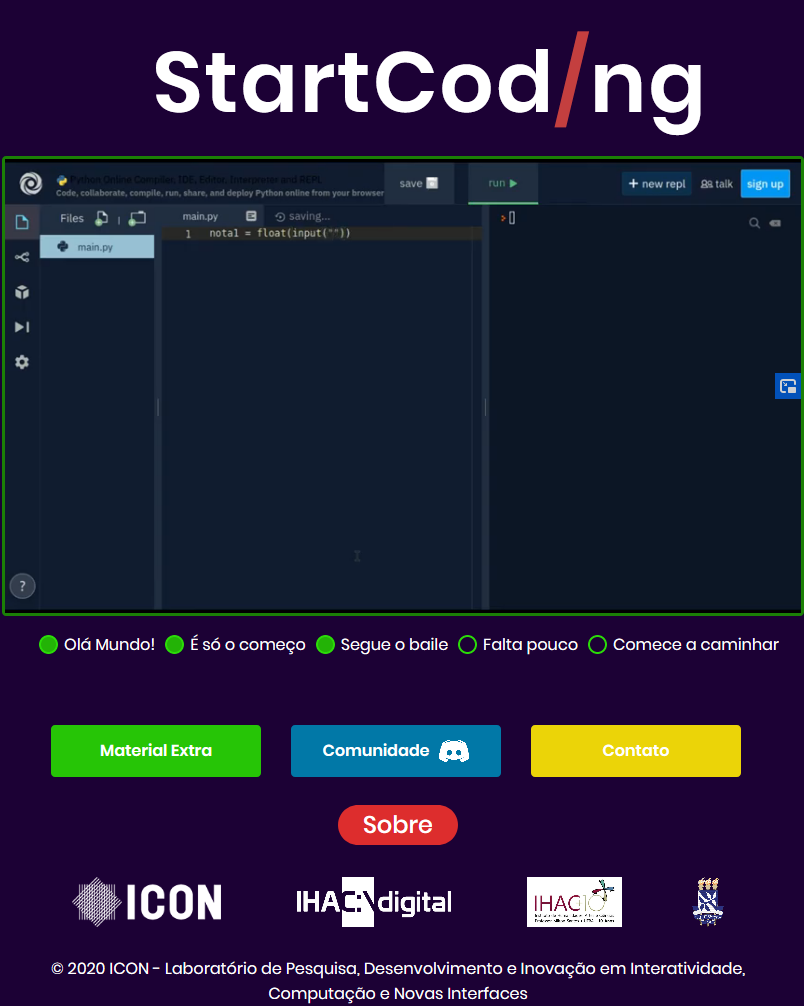 StartCod/ng
Python Online Compiler, IDE, Editor, Interpreter and REPL
Code, collaborate, compile, run, share, and deploy Python online from your browser
save
run
+ new repl
talk
sign up
Files
main.py
saving...
main.py
1 nota1 = float(input(""))
?
Olá Mundo! É só o começo Segue o baile Falta pouco Comece a caminhar
Material Extra
Comunidade
Contato
Sobre
ICON
IHAC:\digital
IHAC10
© 2020 ICON - Laboratório de Pesquisa, Desenvolvimento e Inovação em Interatividade,
Computação e Novas Interfaces